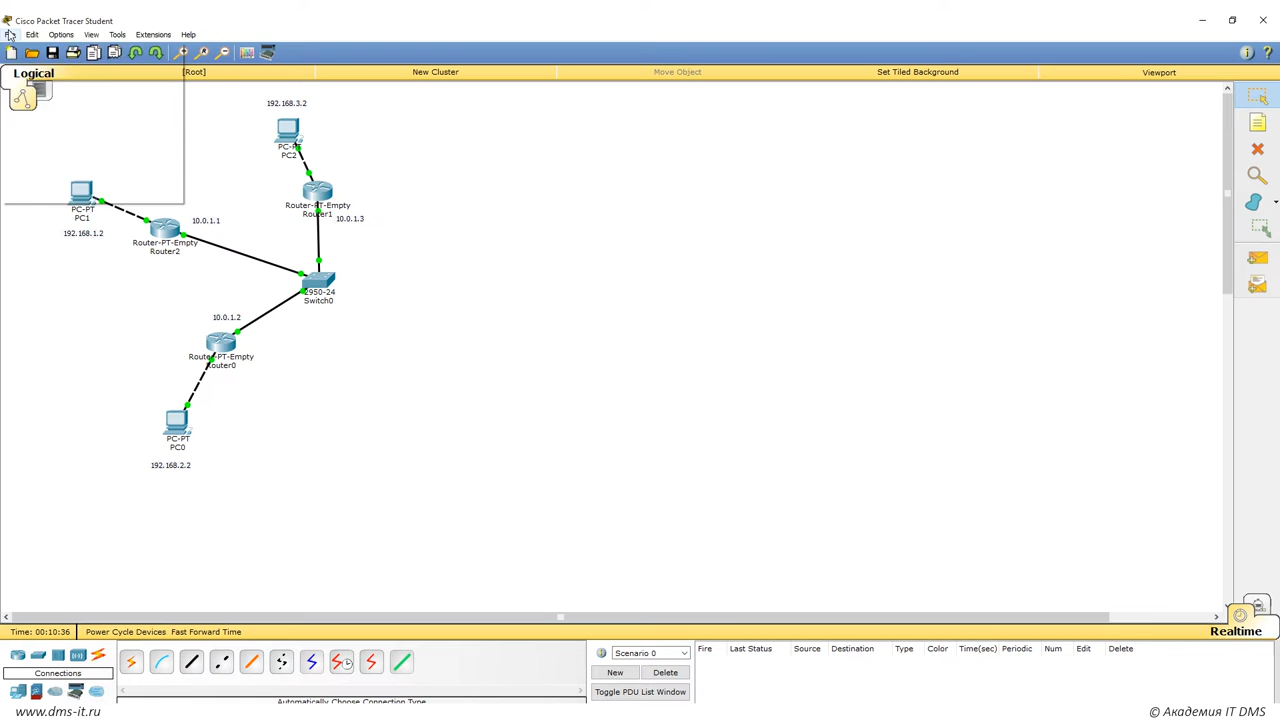 Cisco Packet Tracer Student
Edit Options View Tools Extensions Help
Logical [Root] New Cluster Move Object Set Tiled Background Viewport
192.168.3.2
PC2
Router-PT-Empty
Router1
10.0.1.3
PC-PT
PC1
192.168.1.2
10.0.1.1
Router-PT-Empty
Router2
2950-24
Switch0
10.0.1.2
Router-PT-Empty
Router0
PC-PT
PC0
192.168.2.2
Time: 00:10:36 Power Cycle Devices Fast Forward Time
Realtime
Connections
Automatically Choose Connection Type
Scenario 0
New Delete
Toggle PDU List Window
Fire Last Status Source Destination Type Color Time(sec) Periodic Num Edit Delete
www.dms-it.ru
© Академия IT DMS